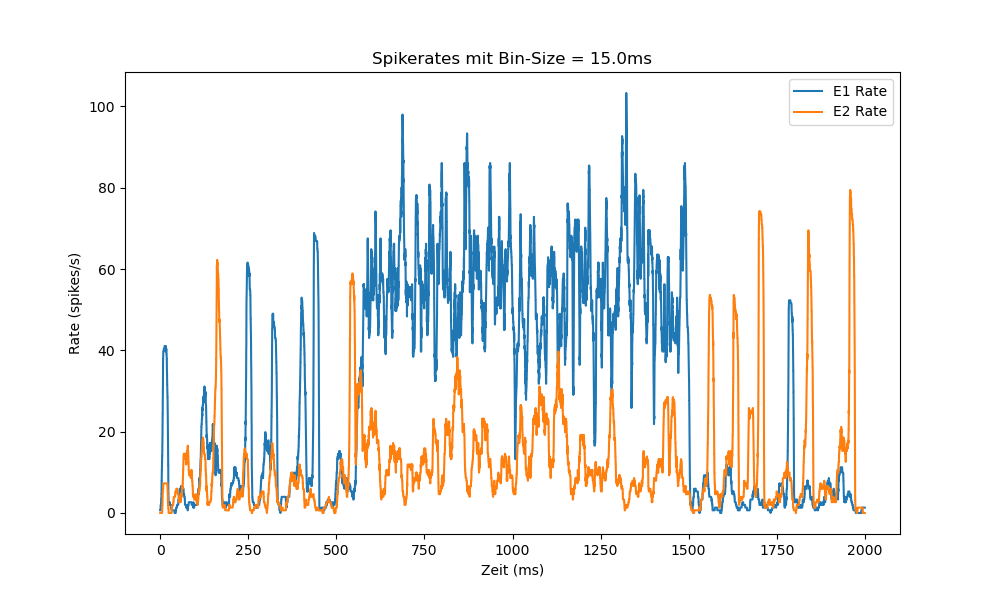 Spikerates mit Bin-Size = 15.0ms
E1 Rate
E2 Rate
Rate (spikes/s)
100
80
60
40
20
0
0 250 500 750 1000 1250 1500 1750 2000
Zeit (ms)